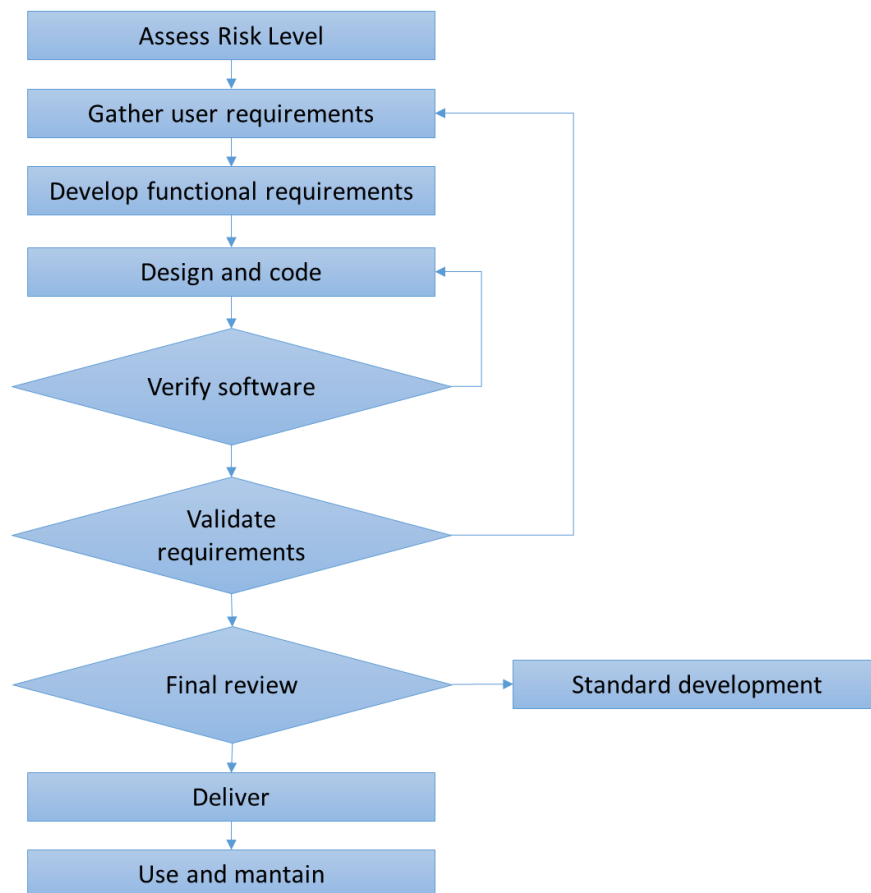 Assess Risk Level
Gather user requirements
Develop functional requirements
Design and code
Verify software
Validate
requirements
Final review
Standard development
Deliver
Use and mantain